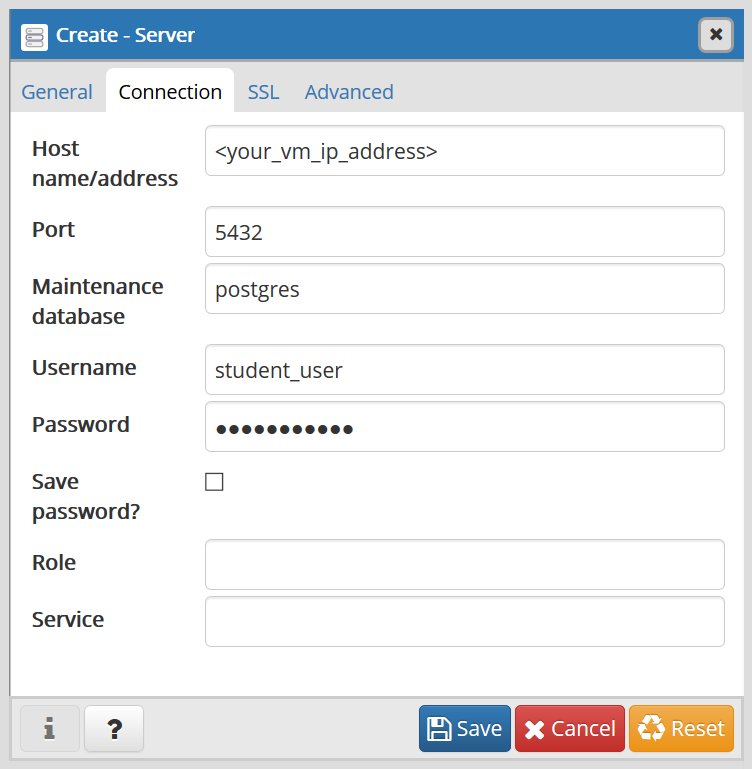 Create - Server
General Connection SSL Advanced
Host
name/address
<your_vm_ip_address>
Port
5432
Maintenance
database
postgres
Username
student_user
Password
●●●●●●●●●●●
Save
password?
Role
Service
i ? Save Cancel Reset